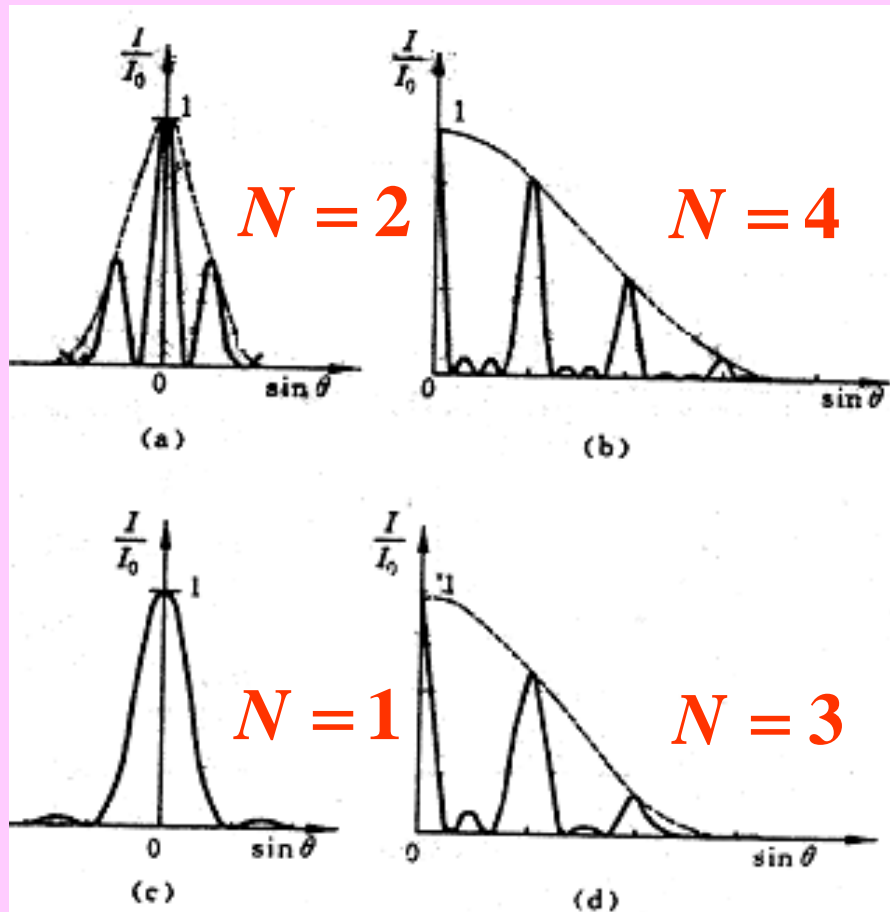 I/I₀
1
N = 2
0
sin θ
(a)
I/I₀
1
N = 4
0
sin θ
(b)
I/I₀
1
N = 1
0
sin θ
(c)
I/I₀
1
N = 3
0
sin θ
(d)